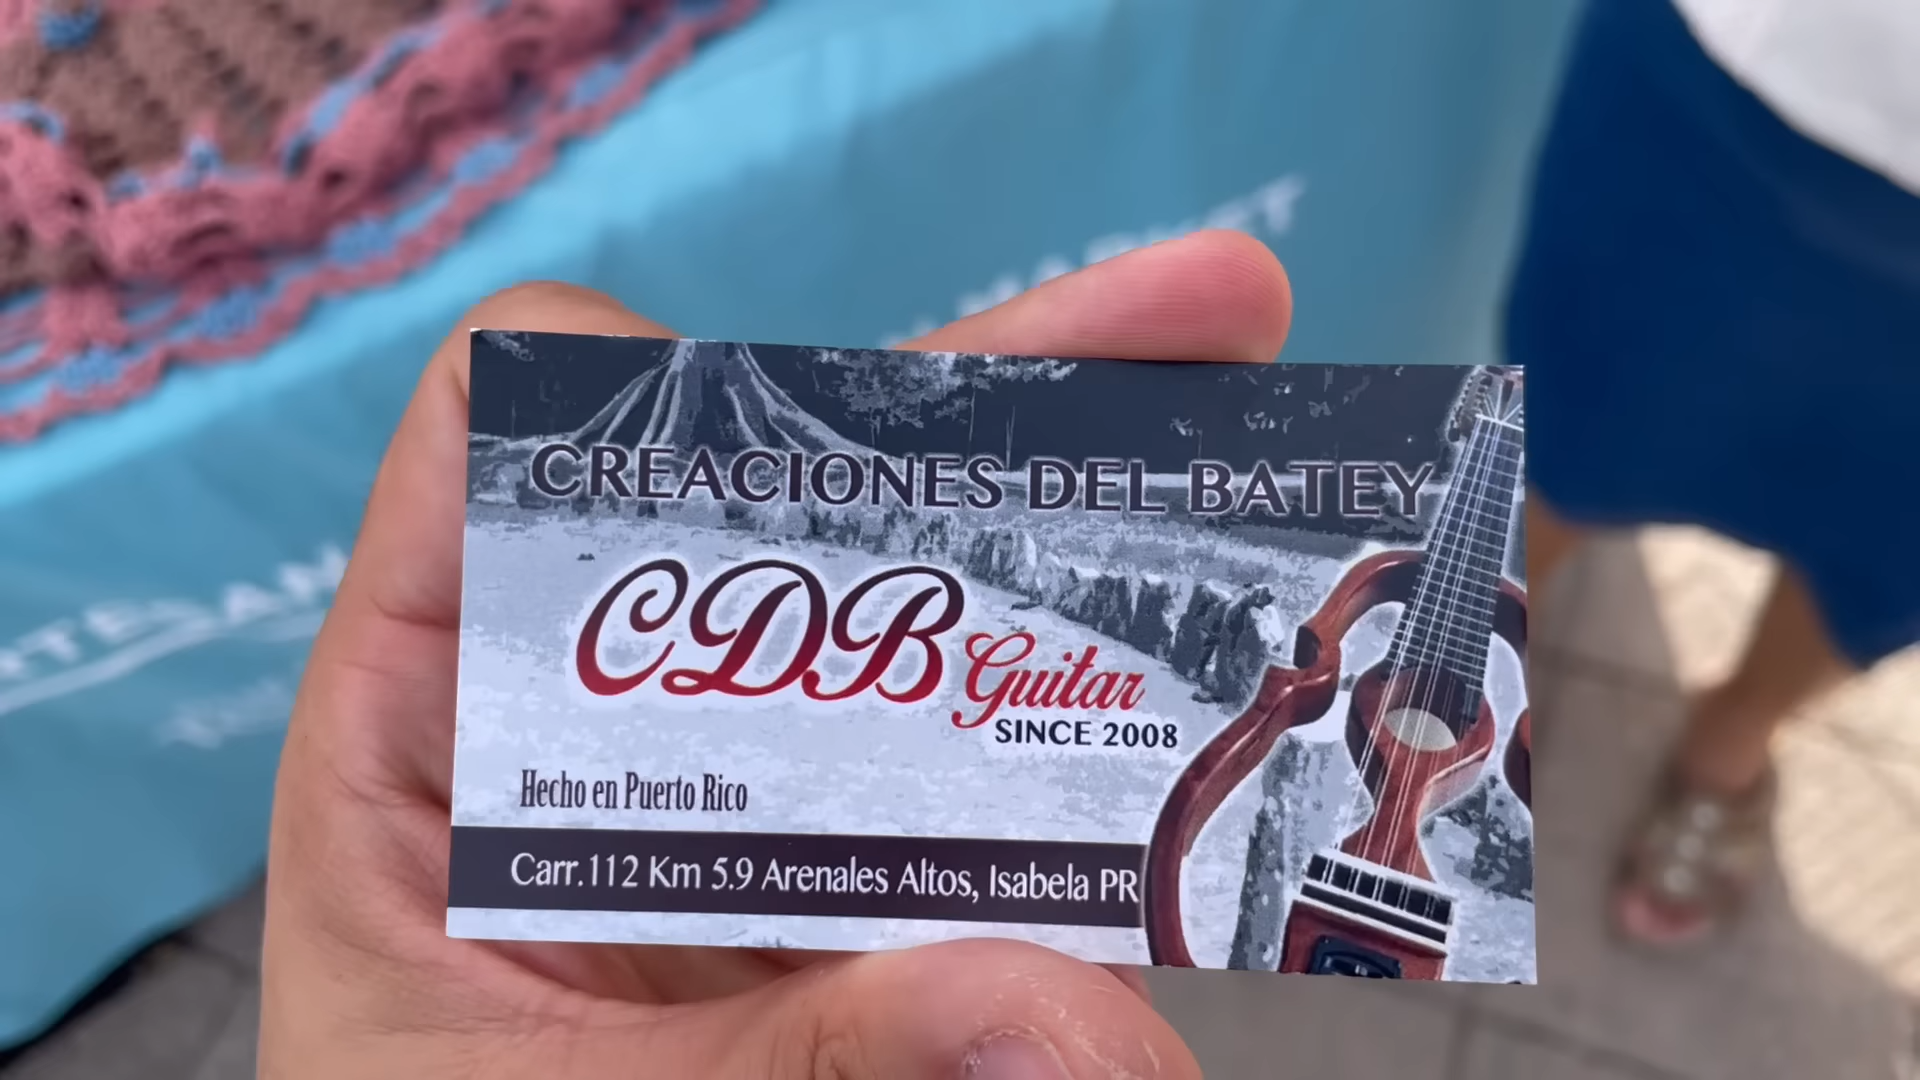 CREACIONES DEL BATEY
CDB Guitar
SINCE 2008
Hecho en Puerto Rico
Carr.112 Km 5.9 Arenales Altos, Isabela PR